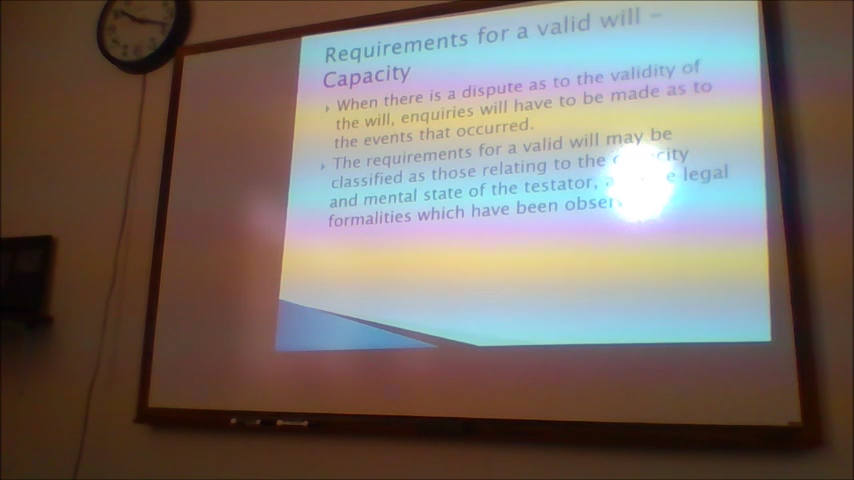 Requirements for a valid will –
Capacity
When there is a dispute as to the validity of
the will, enquiries will have to be made as to
the events that occurred.
The requirements for a valid will may be
classified as those relating to the capacity
and mental state of the testator, legal
formalities which have been